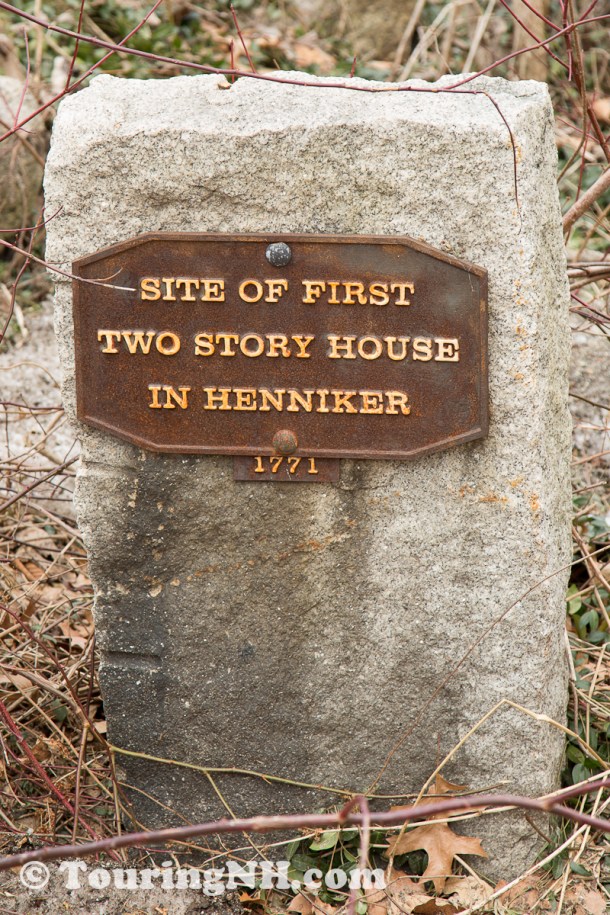 SITE OF FIRST
TWO STORY HOUSE
IN HENNIKER
1771
© TouringNH.com